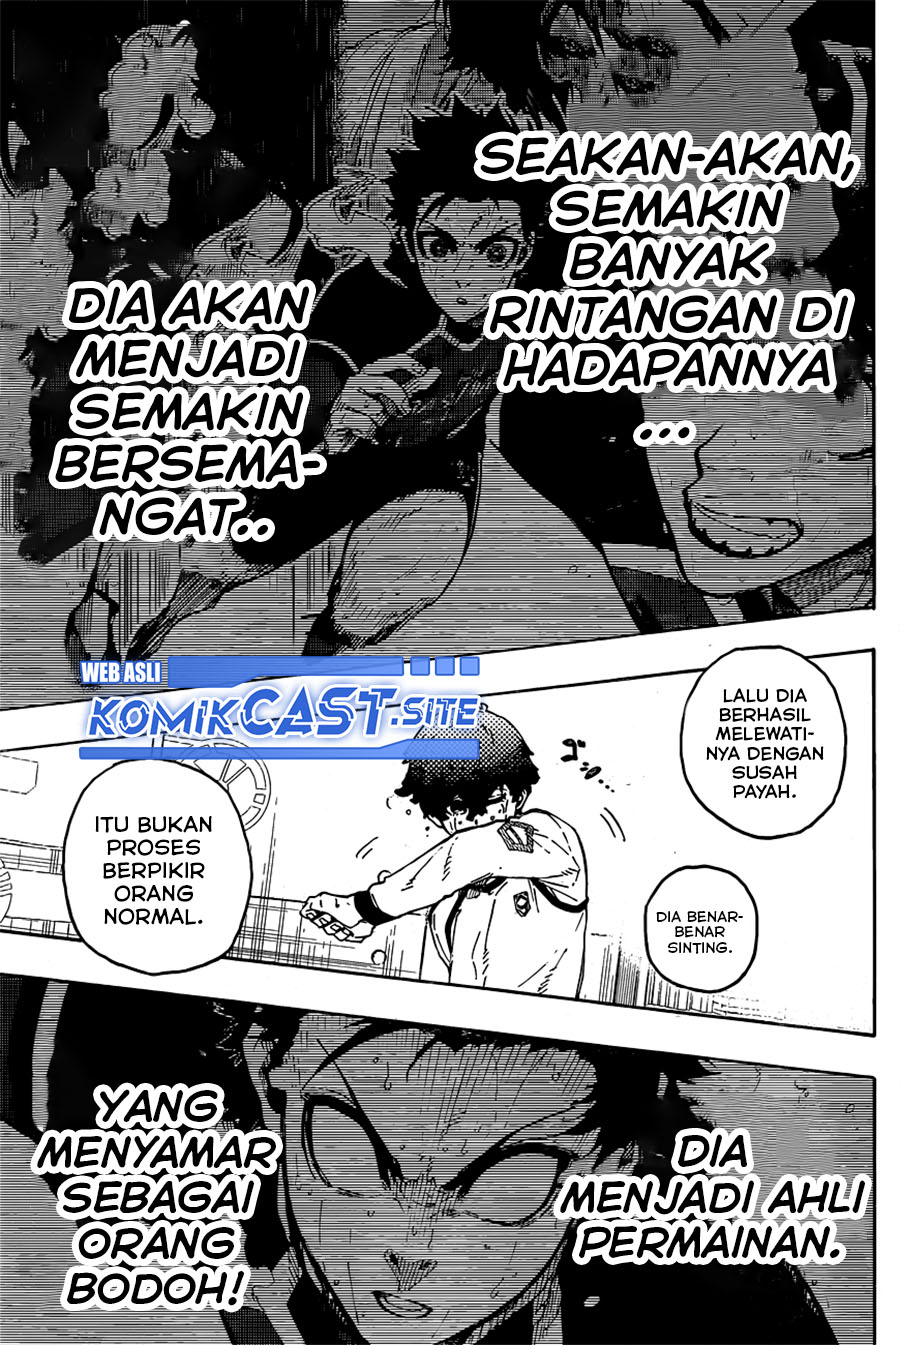 SEAKAN-AKAN,
SEMAKIN
BANYAK
RINTANGAN DI
HADAPANNYA
...
DIA AKAN
MENJADI
SEMAKIN
BERSEMA-
NGAT..
WEB ASLI
KOMIKCAST.SITE
LALU DIA
BERHASIL
MELEWATI-
NYA DENGAN
SUSAH
PAYAH.
ITU BUKAN
PROSES
BERPIKIR
ORANG
NORMAL.
DIA BENAR-
BENAR
SINTING.
DIA
MENJADI AHLI
PERMAINAN.
YANG
MENYAMAR
SEBAGAI
ORANG
BODOH!